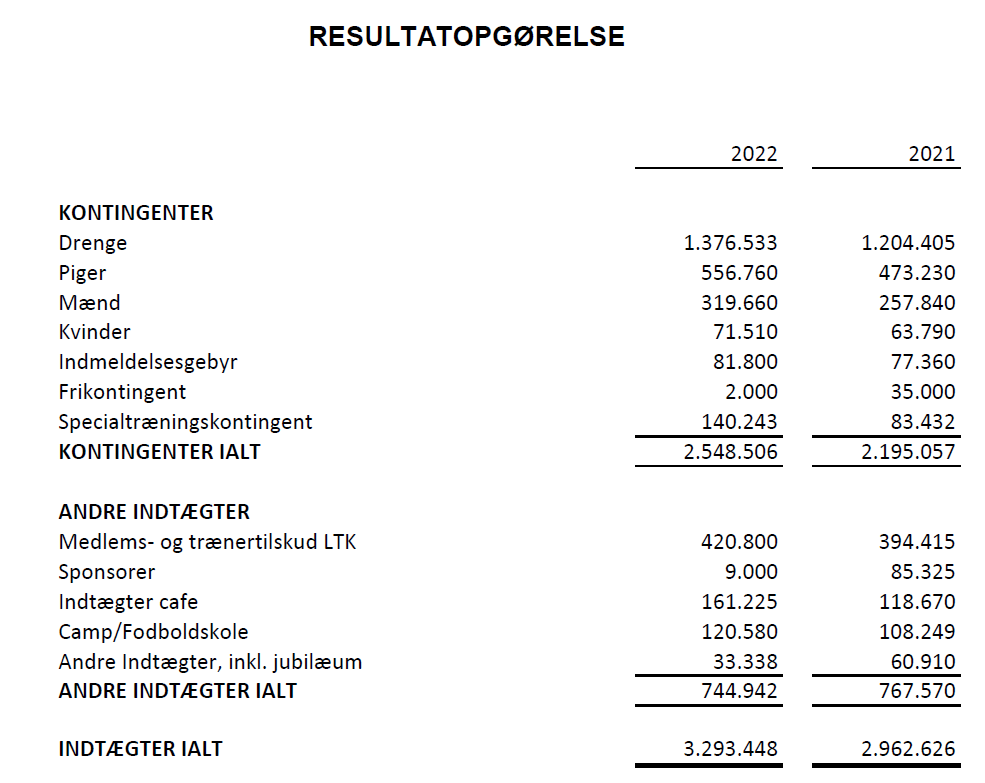 RESULTATOPGØRELSE
2022 2021
KONTINGENTER
Drenge 1.376.533 1.204.405
Piger 556.760 473.230
Mænd 319.660 257.840
Kvinder 71.510 63.790
Indmeldelsesgebyr 81.800 77.360
Frikontingent 2.000 35.000
Specialtræningskontingent 140.243 83.432
KONTINGENTER IALT 2.548.506 2.195.057
ANDRE INDTÆGTER
Medlems- og trænertilskud LTK 420.800 394.415
Sponsorer 9.000 85.325
Indtægter cafe 161.225 118.670
Camp/Fodboldskole 120.580 108.249
Andre Indtægter, inkl. jubilæum 33.338 60.910
ANDRE INDTÆGTER IALT 744.942 767.570
INDTÆGTER IALT 3.293.448 2.962.626